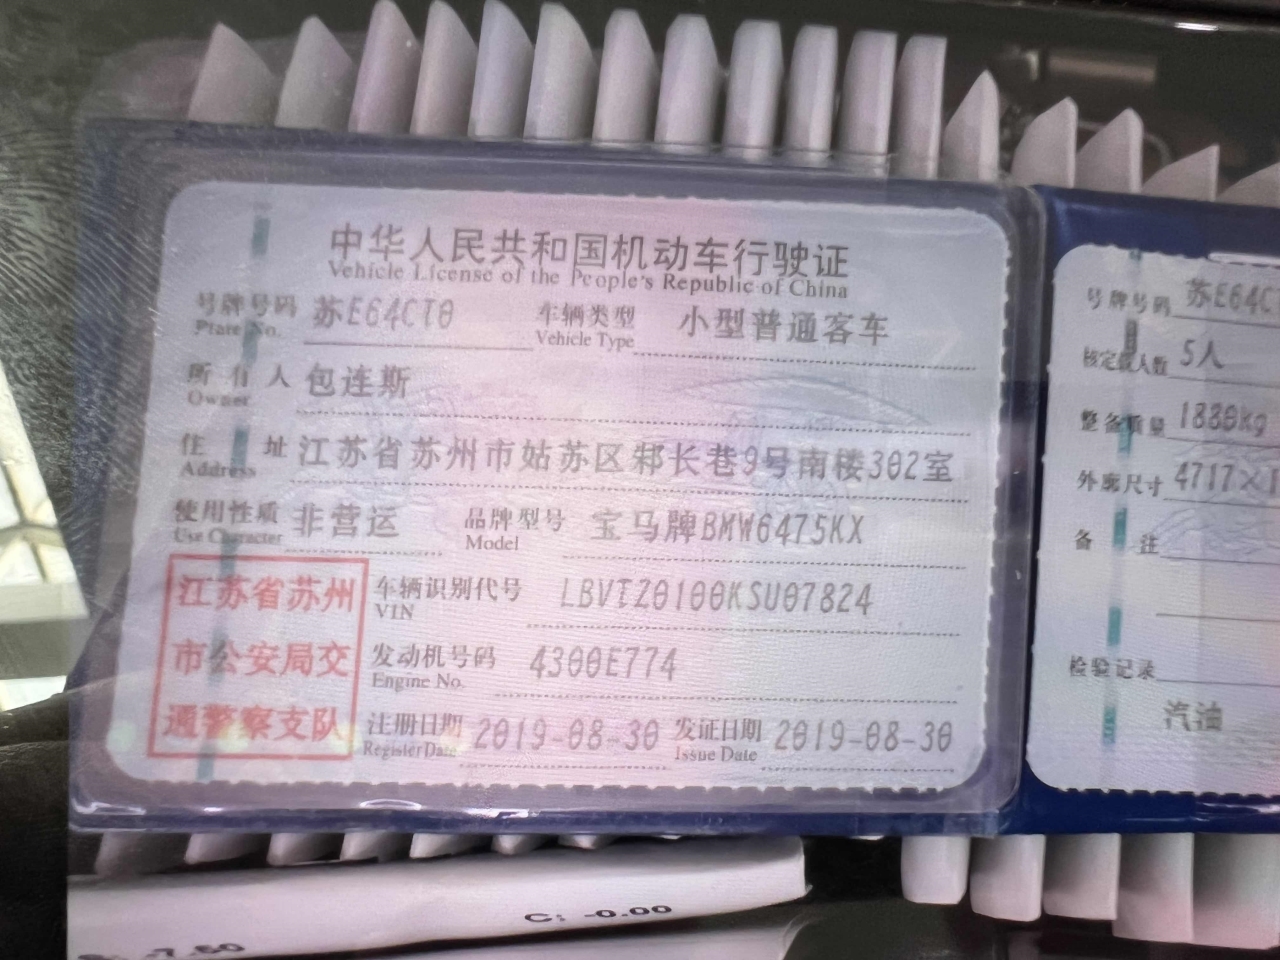 中华人民共和国机动车行驶证
Vehicle License of the People's Republic of China
号牌号码 苏E64CT0 车辆类型 小型普通客车
Plate No. Vehicle Type
所有人 包连斯
Owner
住址 江苏省苏州市姑苏区邾长巷9号南楼302室
Address
使用性质 非营运 品牌型号 宝马牌BMW6475KX
Use Character Model
江苏省苏州
市公安局交
通警察支队
车辆识别代号 LBVTZ0100KSU07824
VIN
发动机号码 4300E774
Engine No.
注册日期 2019-08-30 发证日期 2019-08-30
Register Date Issue Date
号牌号码 苏E64C
核定载人数 5人
整备质量 1880kg
外廓尺寸 4717×1
备注
检验记录
汽油
C: -0.00
-7.50